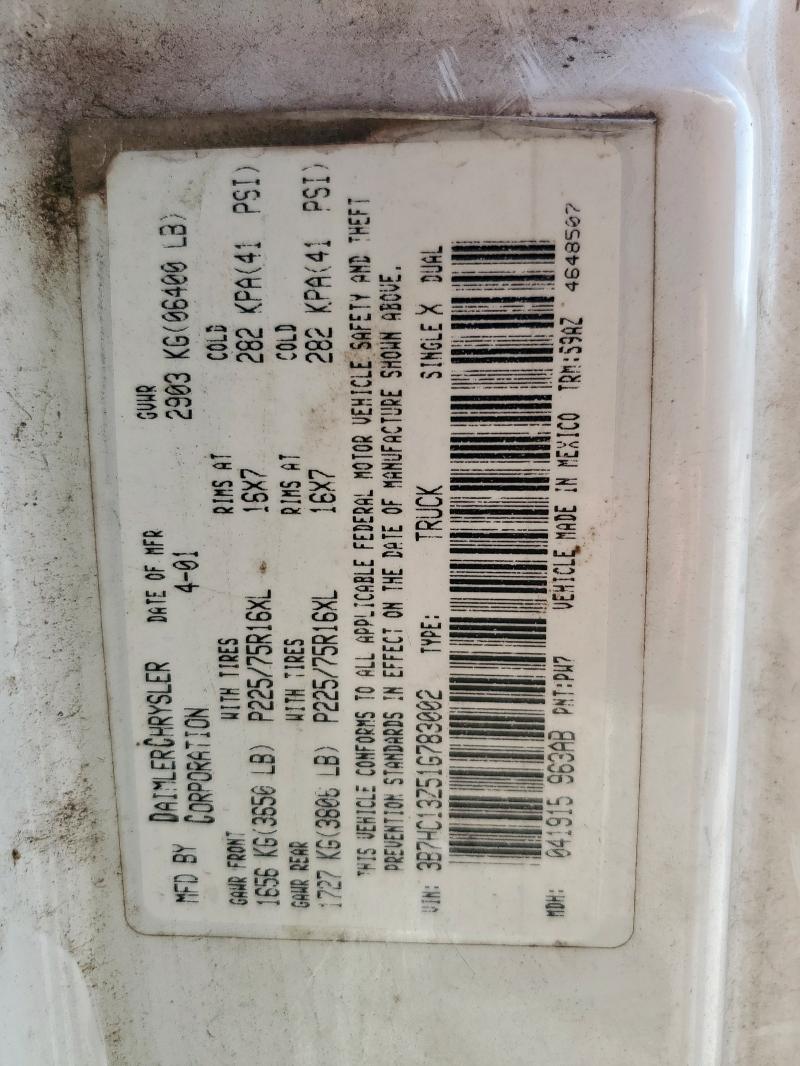 MFD BY DAIMLERCHRYSLER CORPORATION DATE OF MFR 4-01 GVWR 2903 KG(06400 LB)
GAWR FRONT WITH TIRES RIMS AT COLD
1656 KG(3650 LB) P225/75R16XL 16X7 282 KPA(41 PSI)
GAWR REAR WITH TIRES RIMS AT COLD
1727 KG(3806 LB) P225/75R16XL 16X7 282 KPA(41 PSI)
THIS VEHICLE CONFORMS TO ALL APPLICABLE FEDERAL MOTOR VEHICLE SAFETY AND THEFT
PREVENTION STANDARDS IN EFFECT ON THE DATE OF MANUFACTURE SHOWN ABOVE.
VIN: 3B7HC13Z51G783002 TYPE: TRUCK SINGLE X DUAL
MDH: 041915 963AB PNT:PW7 VEHICLE MADE IN MEXICO TRM:59AZ 4648507